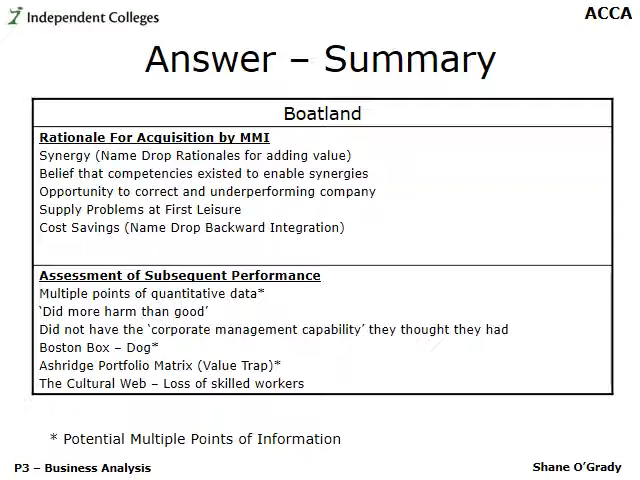 Independent Colleges
ACCA
Answer – Summary
Boatland
Rationale For Acquisition by MMI
Synergy (Name Drop Rationales for adding value)
Belief that competencies existed to enable synergies
Opportunity to correct and underperforming company
Supply Problems at First Leisure
Cost Savings (Name Drop Backward Integration)
Assessment of Subsequent Performance
Multiple points of quantitative data*
‘Did more harm than good’
Did not have the ‘corporate management capability’ they thought they had
Boston Box – Dog*
Ashridge Portfolio Matrix (Value Trap)*
The Cultural Web – Loss of skilled workers
* Potential Multiple Points of Information
P3 – Business Analysis
Shane O’Grady